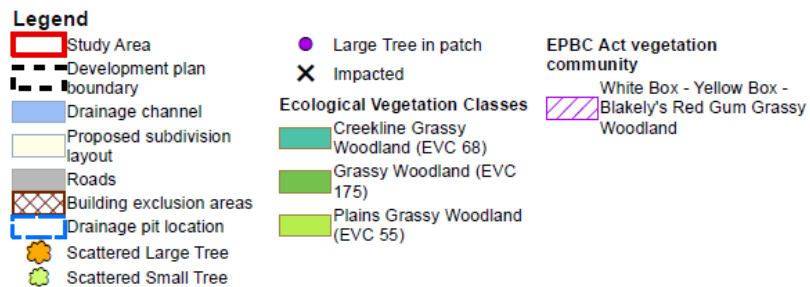 Legend
Study Area
Development plan
boundary
Drainage channel
Proposed subdivision
layout
Roads
Building exclusion areas
Drainage pit location
Scattered Large Tree
Scattered Small Tree
Large Tree in patch
Impacted
Ecological Vegetation Classes
Creekline Grassy
Woodland (EVC 68)
Grassy Woodland (EVC
175)
Plains Grassy Woodland
(EVC 55)
EPBC Act vegetation
community
White Box - Yellow Box -
Blakely's Red Gum Grassy
Woodland